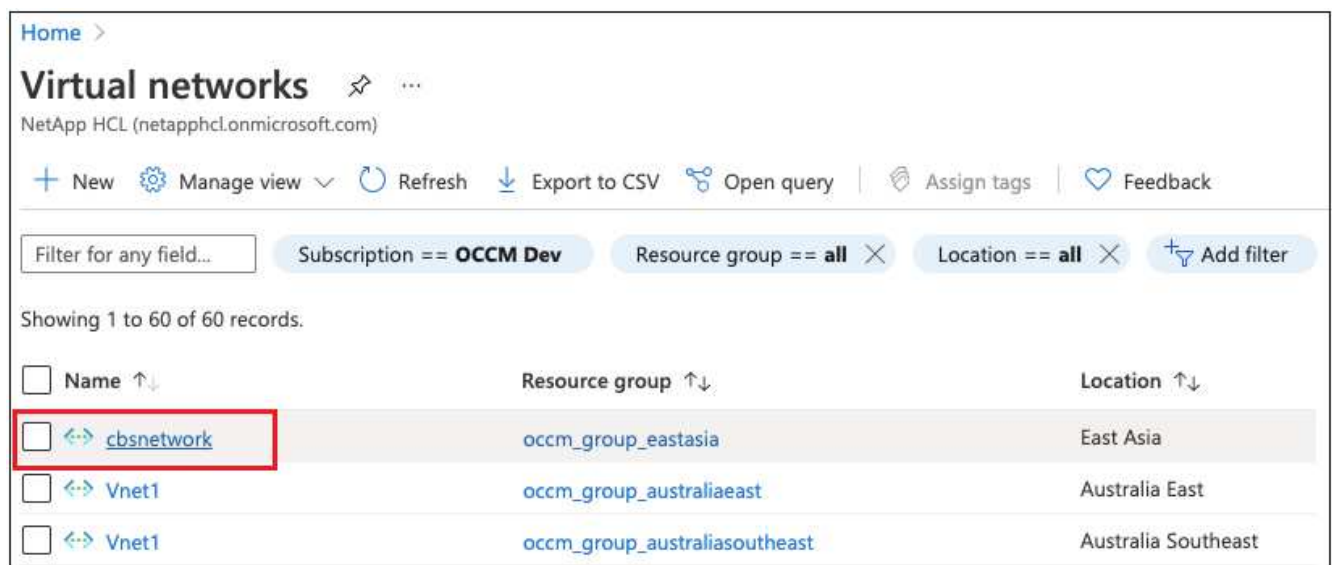 Home >
Virtual networks ...
NetApp HCL (netapphcl.onmicrosoft.com)
+ New Manage view Refresh Export to CSV Open query Assign tags Feedback
Filter for any field... Subscription == OCCM Dev Resource group == all × Location == all × Add filter
Showing 1 to 60 of 60 records.
Name ↑↓ Resource group ↑↓ Location ↑↓
cbsnetwork occm_group_eastasia East Asia
Vnet1 occm_group_australiaeast Australia East
Vnet1 occm_group_australiasoutheast Australia Southeast